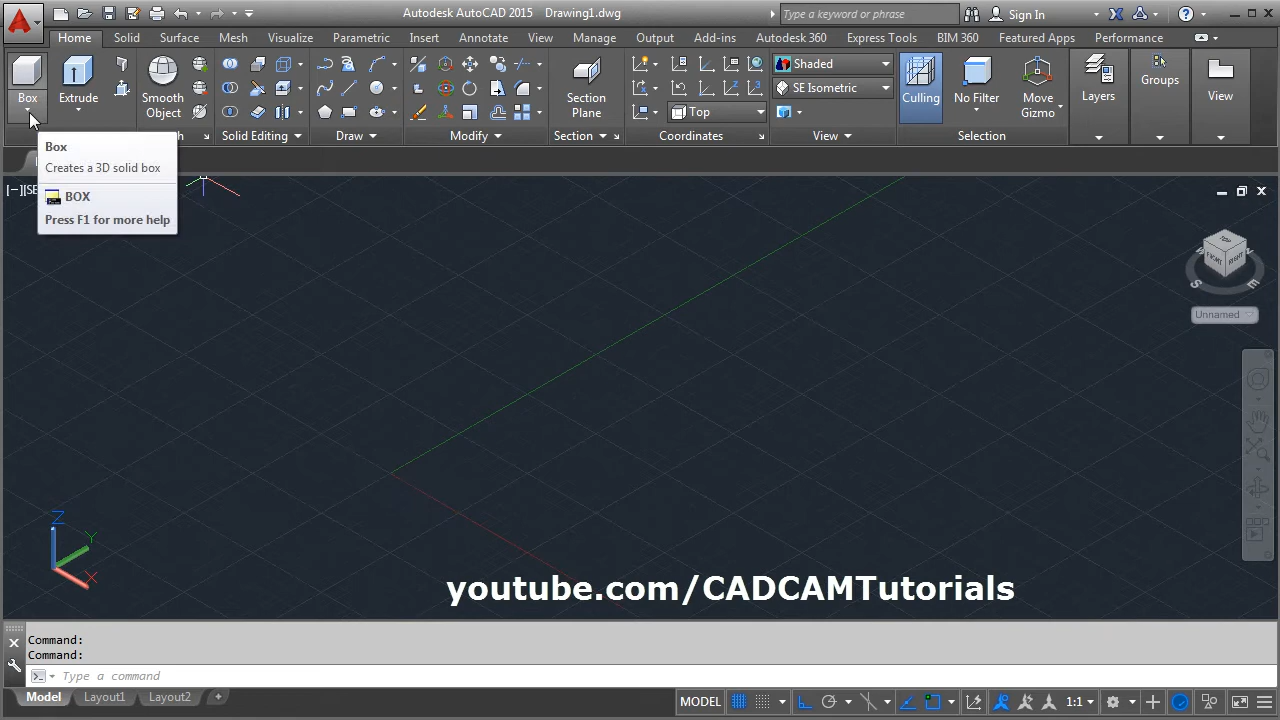 Autodesk AutoCAD 2015 Drawing1.dwg
Type a keyword or phrase
Sign In
Home Solid Surface Mesh Visualize Parametric Insert Annotate View Manage Output Add-ins Autodesk 360 Express Tools BIM 360 Featured Apps Performance
Box
Extrude
Smooth Object
Section Plane
Shaded
SE Isometric
Top
Culling
No Filter
Move Gizmo
Layers
Groups
View
Solid Editing
Draw
Modify
Section
Coordinates
View
Selection
Box
Creates a 3D solid box
BOX
Press F1 for more help
[−][SE
TOP
FRONT
RIGHT
S
E
Unnamed
Z
Y
X
youtube.com/CADCAMTutorials
Command:
Command:
Type a command
Model Layout1 Layout2
MODEL
1:1